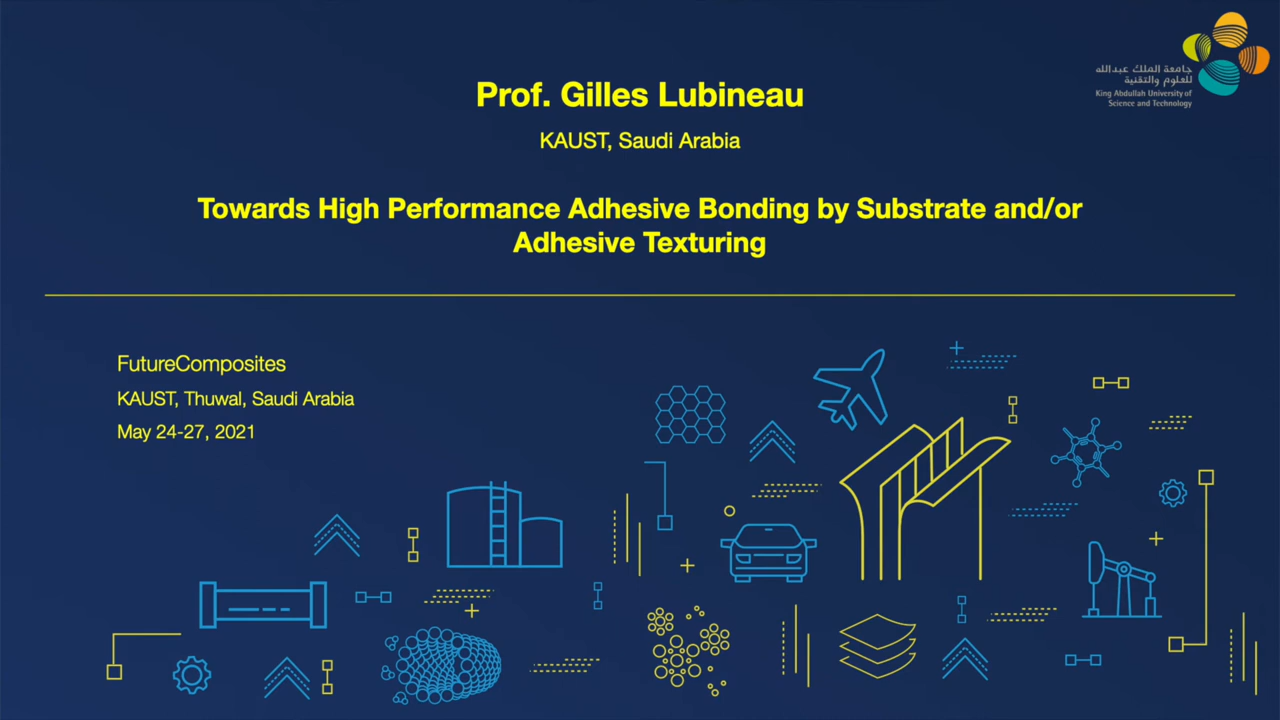 جامعة الملك عبدالله
للعلوم والتقنية
King Abdullah University of
Science and Technology
Prof. Gilles Lubineau
KAUST, Saudi Arabia
Towards High Performance Adhesive Bonding by Substrate and/or
Adhesive Texturing
FutureComposites
KAUST, Thuwal, Saudi Arabia
May 24-27, 2021